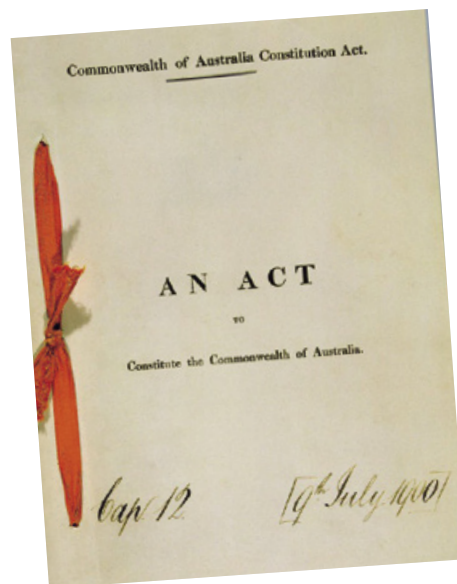 Commonwealth of Australia Constitution Act.
AN ACT
TO
Constitute the Commonwealth of Australia.
Cap 12 [9th July 1900]